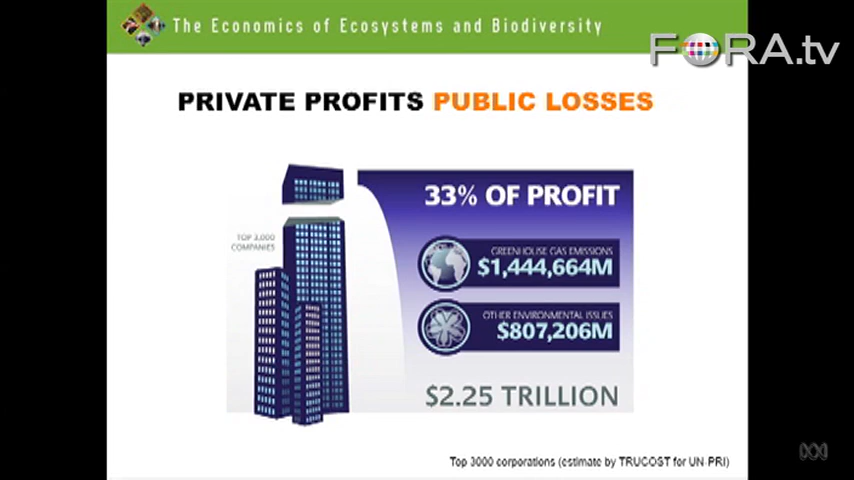 The Economics of Ecosystems and Biodiversity
FORA.tv
PRIVATE PROFITS PUBLIC LOSSES
33% OF PROFIT
TOP 3,000
COMPANIES
GREENHOUSE GAS EMISSIONS
$1,444,664M
OTHER ENVIRONMENTAL ISSUES
$807,206M
$2.25 TRILLION
Top 3000 corporations (estimate by TRUCOST for UN-PRI)